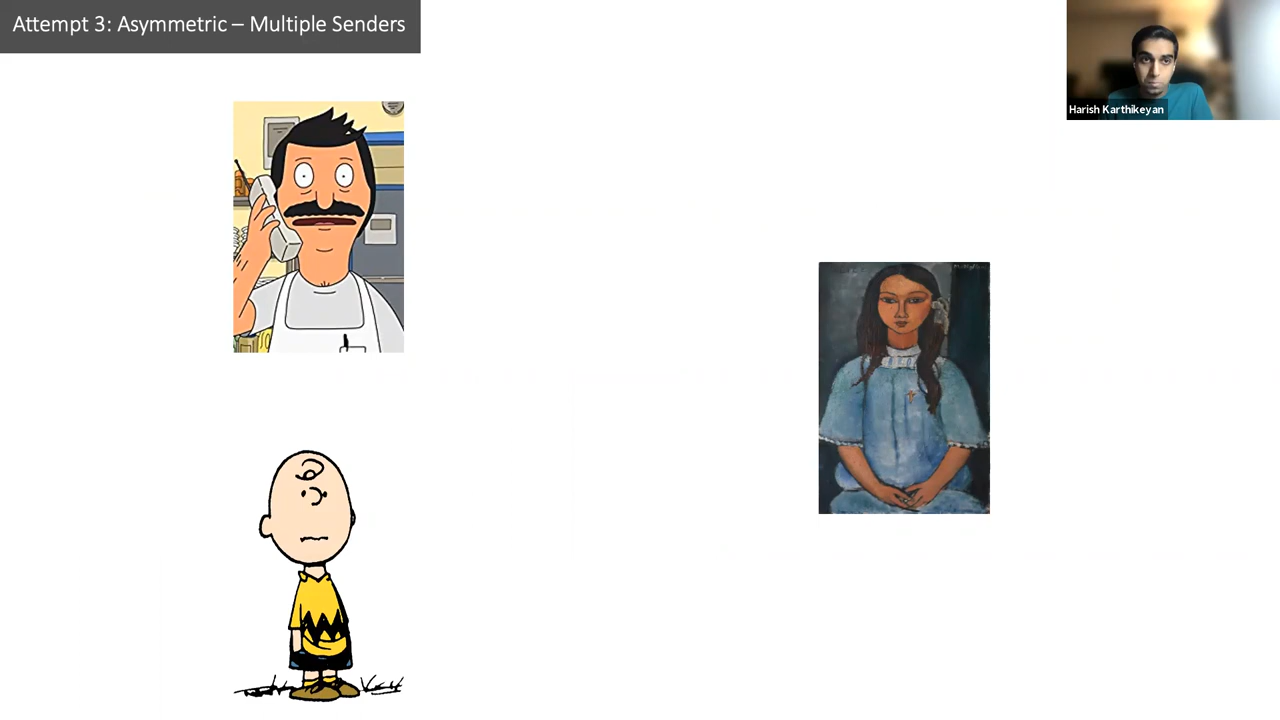 Attempt 3: Asymmetric – Multiple Senders
Harish Karthikeyan